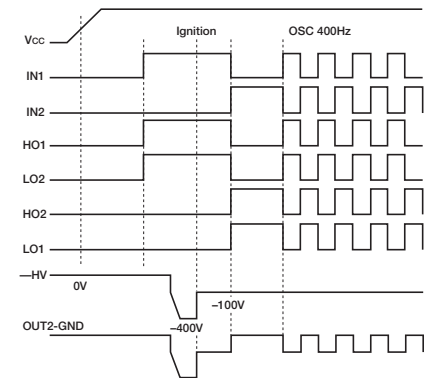 Ignition OSC 400Hz
Vcc
IN1
IN2
HO1
LO2
HO2
LO1
—HV
0V
–100V
–400V
OUT2-GND